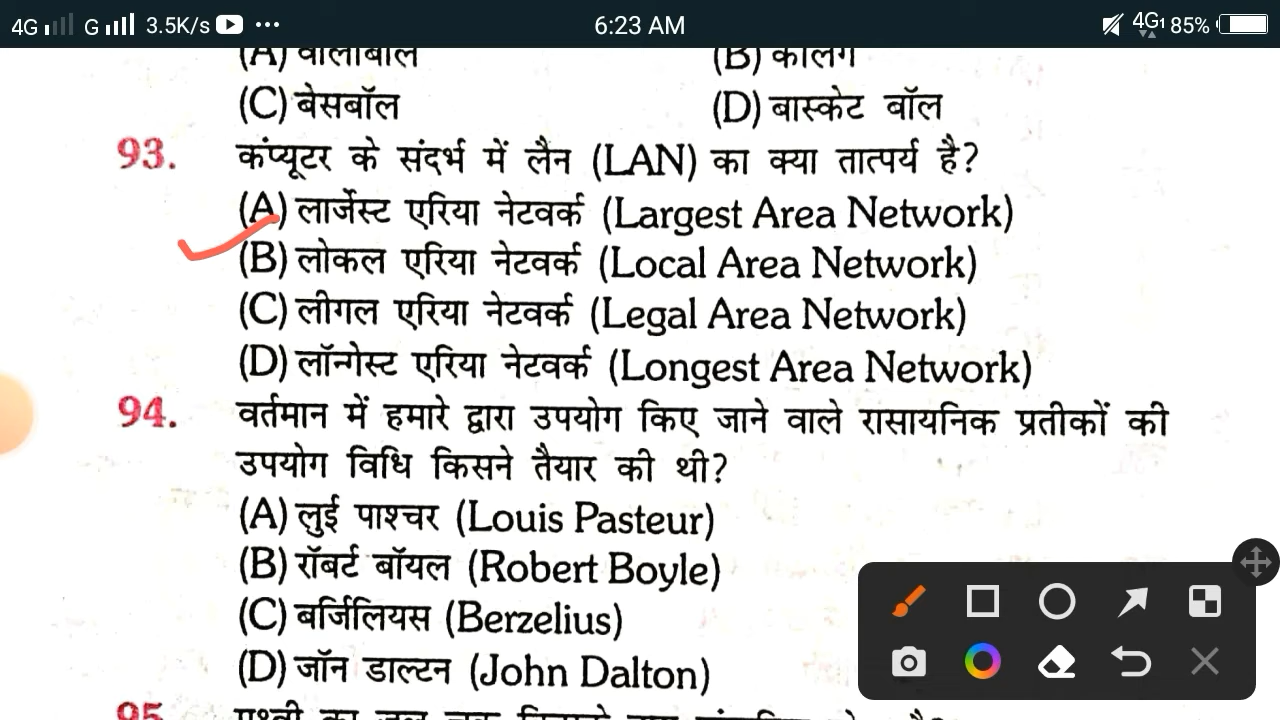 4G G 3.5K/s ... 6:23 AM 4G 85%
(A) वॉलीबॉल (B) कर्लिंग
(C) बेसबॉल (D) बास्केट बॉल
93. कंप्यूटर के संदर्भ में लैन (LAN) का क्या तात्पर्य है?
(A) लार्जेस्ट एरिया नेटवर्क (Largest Area Network)
(B) लोकल एरिया नेटवर्क (Local Area Network)
(C) लीगल एरिया नेटवर्क (Legal Area Network)
(D) लॉन्गेस्ट एरिया नेटवर्क (Longest Area Network)
94. वर्तमान में हमारे द्वारा उपयोग किए जाने वाले रासायनिक प्रतीकों की
उपयोग विधि किसने तैयार की थी?
(A) लुई पाश्चर (Louis Pasteur)
(B) रॉबर्ट बॉयल (Robert Boyle)
(C) बर्जिलियस (Berzelius)
(D) जॉन डाल्टन (John Dalton)
95.